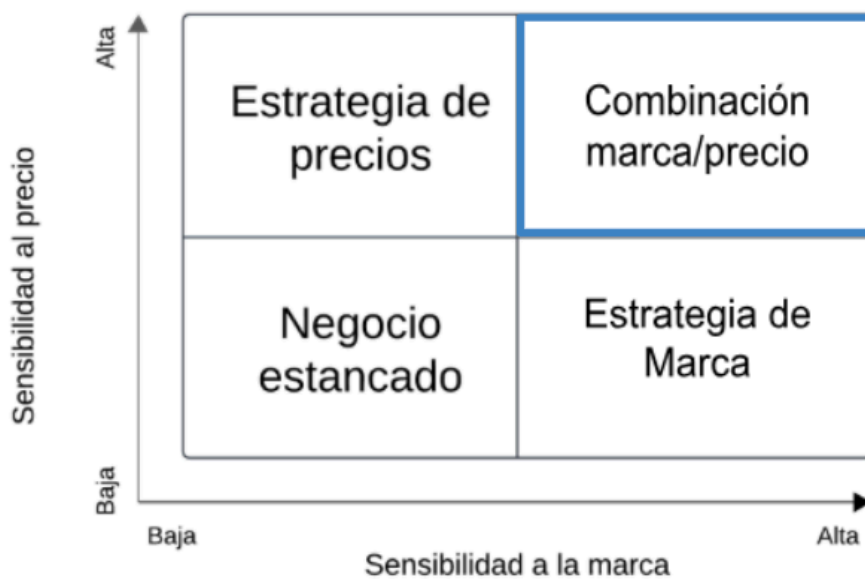 Alta
Sensibilidad al precio
Baja
Estrategia de
precios
Combinación
marca/precio
Negocio
estancado
Estrategia de
Marca
Baja
Alta
Sensibilidad a la marca